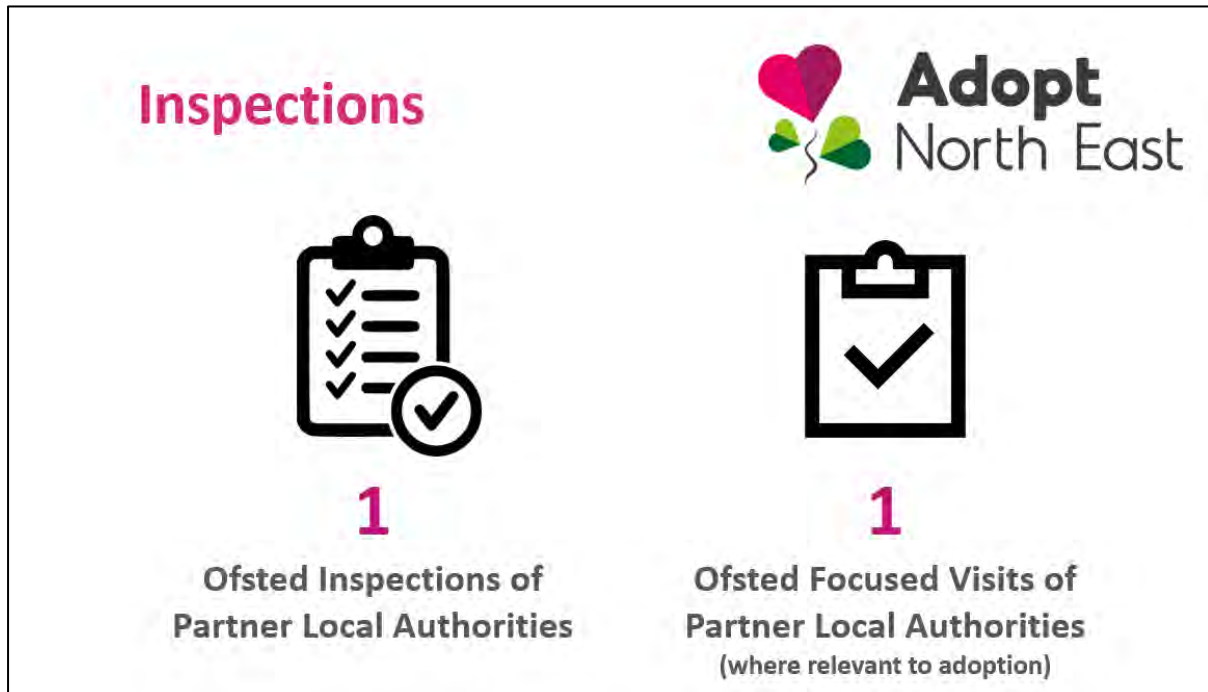 Inspections
Adopt
North East
1
Ofsted Inspections of
Partner Local Authorities
1
Ofsted Focused Visits of
Partner Local Authorities
(where relevant to adoption)